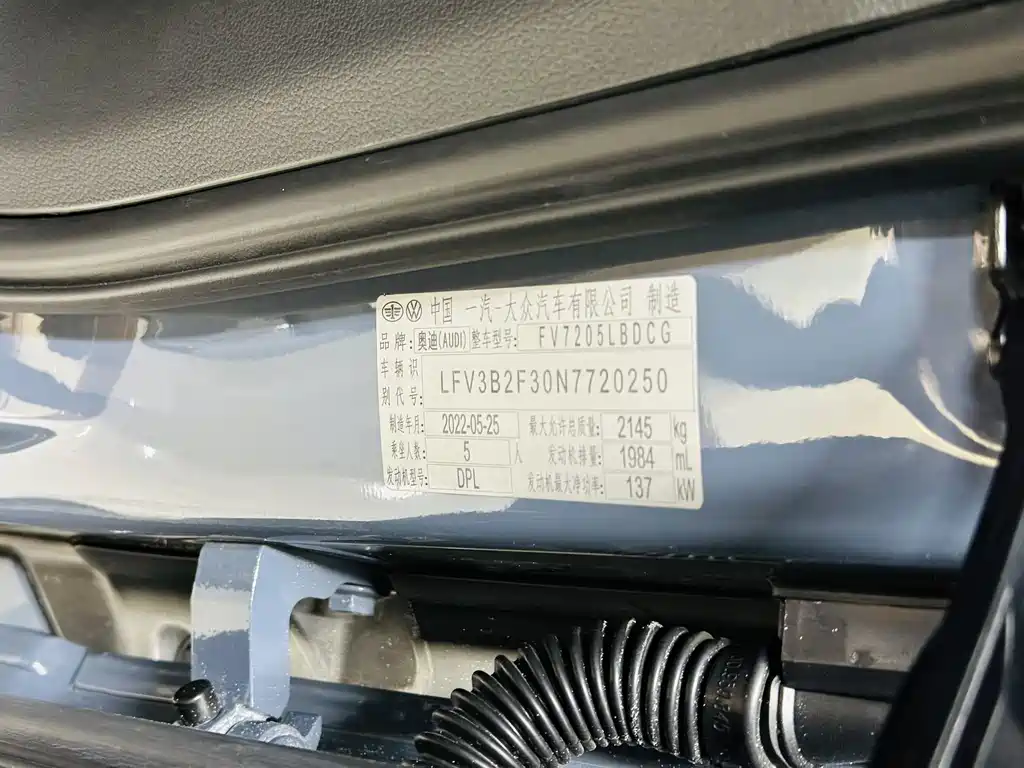 中国 一汽-大众汽车有限公司 制造
品牌: 奥迪(AUDI) 整车型号: FV7205LBDCG
车辆识别代号: LFV3B2F30N7720250
制造年月: 2022-05-25 最大允许总质量: 2145 kg
乘坐人数: 5 人 发动机排量: 1984 mL
发动机型号: DPL 发动机最大净功率: 137 kW